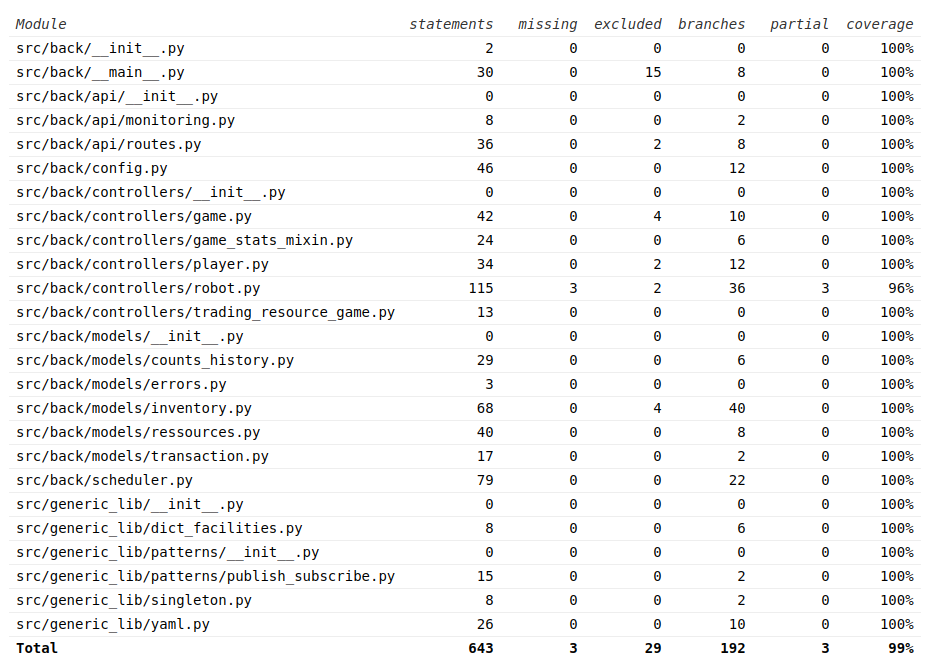 Module statements missing excluded branches partial coverage
src/back/__init__.py 2 0 0 0 0 100%
src/back/__main__.py 30 0 15 8 0 100%
src/back/api/__init__.py 0 0 0 0 0 100%
src/back/api/monitoring.py 8 0 0 2 0 100%
src/back/api/routes.py 36 0 2 8 0 100%
src/back/config.py 46 0 0 12 0 100%
src/back/controllers/__init__.py 0 0 0 0 0 100%
src/back/controllers/game.py 42 0 4 10 0 100%
src/back/controllers/game_stats_mixin.py 24 0 0 6 0 100%
src/back/controllers/player.py 34 0 2 12 0 100%
src/back/controllers/robot.py 115 3 2 36 3 96%
src/back/controllers/trading_resource_game.py 13 0 0 0 0 100%
src/back/models/__init__.py 0 0 0 0 0 100%
src/back/models/counts_history.py 29 0 0 6 0 100%
src/back/models/errors.py 3 0 0 0 0 100%
src/back/models/inventory.py 68 0 4 40 0 100%
src/back/models/ressources.py 40 0 0 8 0 100%
src/back/models/transaction.py 17 0 0 2 0 100%
src/back/scheduler.py 79 0 0 22 0 100%
src/generic_lib/__init__.py 0 0 0 0 0 100%
src/generic_lib/dict_facilities.py 8 0 0 6 0 100%
src/generic_lib/patterns/__init__.py 0 0 0 0 0 100%
src/generic_lib/patterns/publish_subscribe.py 15 0 0 2 0 100%
src/generic_lib/singleton.py 8 0 0 2 0 100%
src/generic_lib/yaml.py 26 0 0 10 0 100%
Total 643 3 29 192 3 99%